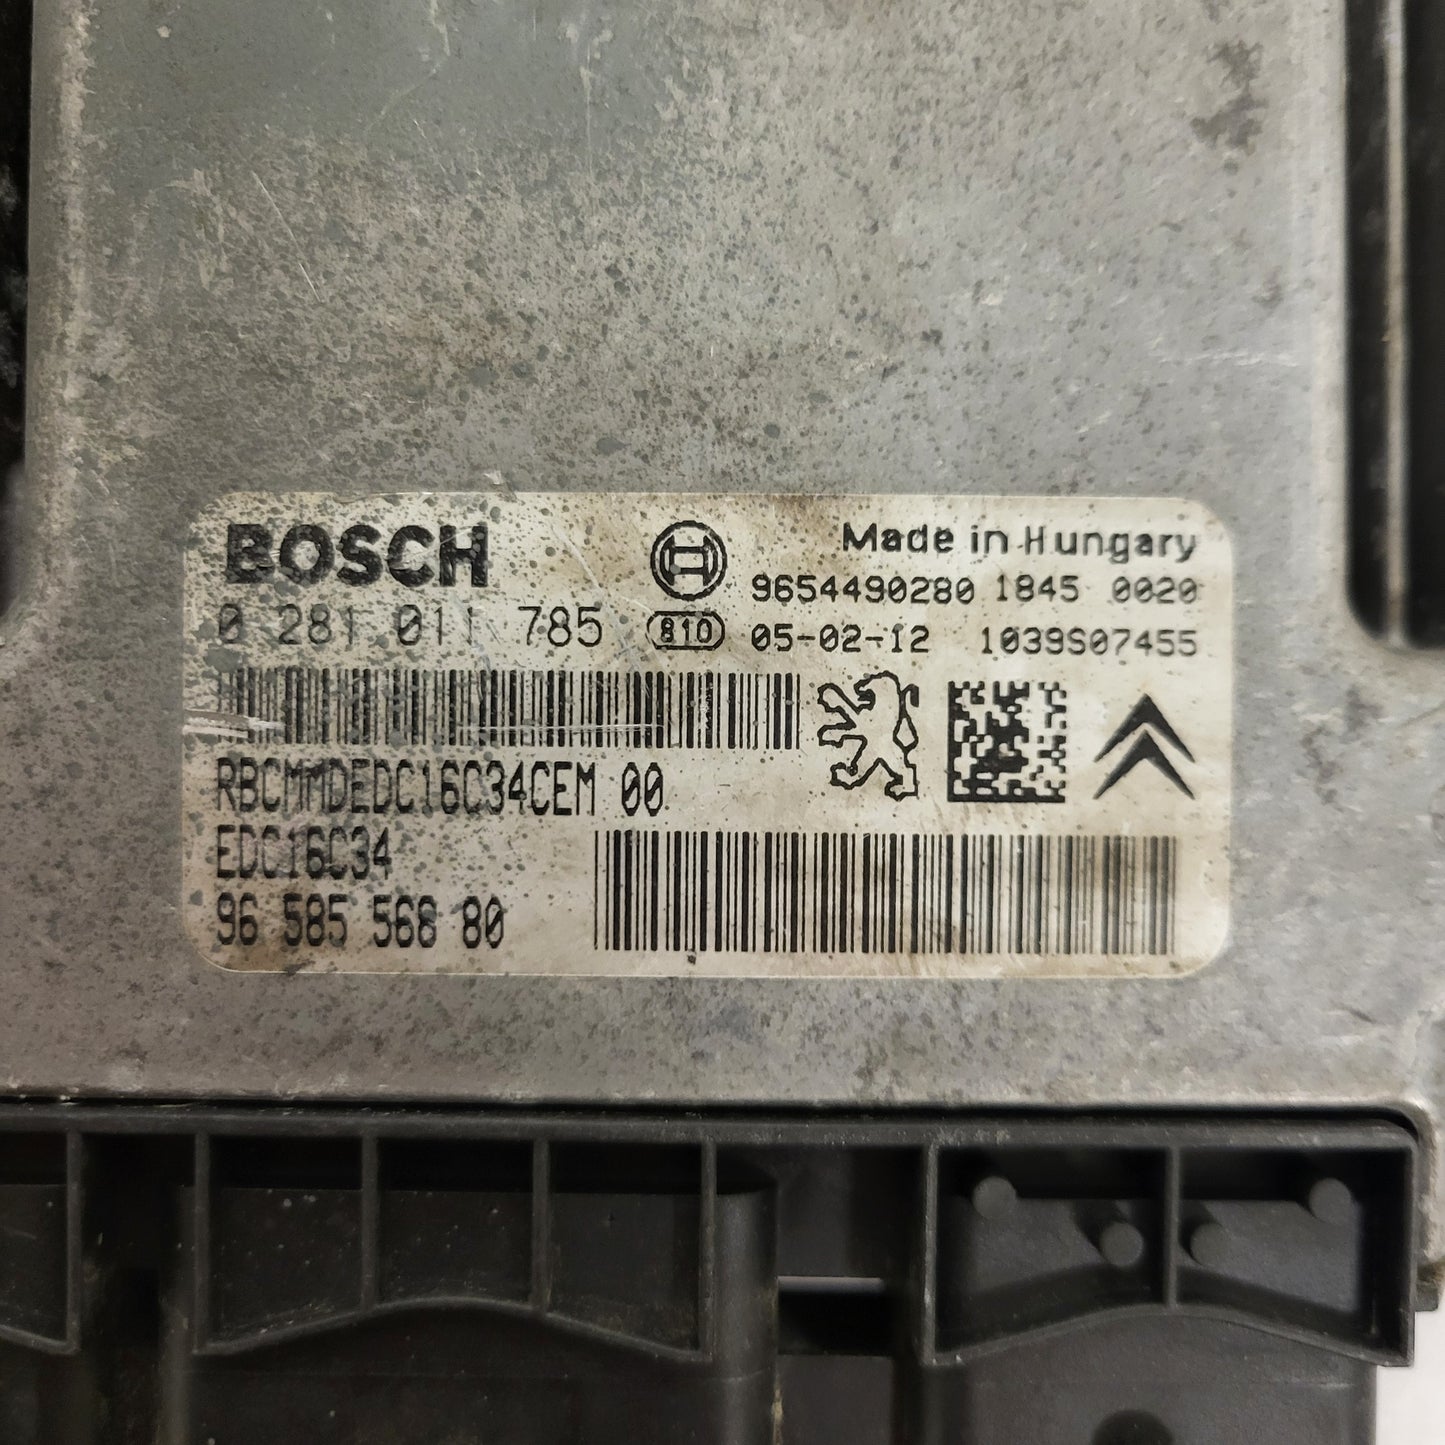 BOSCH
Made in Hungary
0 281 011 785
9654490280 1845 0020
810
05-02-12 1039S07455
RBCMMDEDC16C34CEM 00
EDC16C34
96 585 568 80